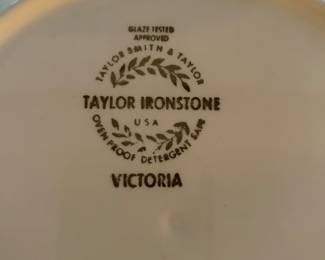 GLAZE TESTED
APPROVED
TAYLOR SMITH & TAYLOR
TAYLOR IRONSTONE
USA
OVEN PROOF DETERGENT SAFE
VICTORIA